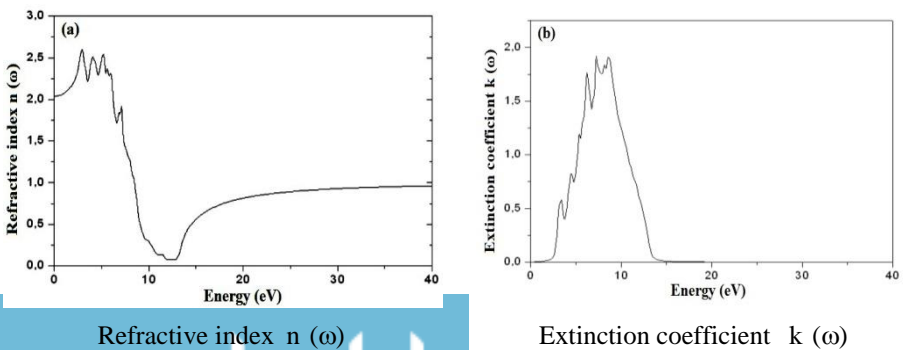 (a)
Refractive index n (ω)
3.0
2.5
2.0
1.5
1.0
0.5
0.0
0 10 20 30 40
Energy (eV)
(b)
Extinction coefficient k (ω)
2.0
1.5
1.0
0.5
0.0
0 10 20 30 40
Energy (eV)
Refractive index n (ω)
Extinction coefficient k (ω)